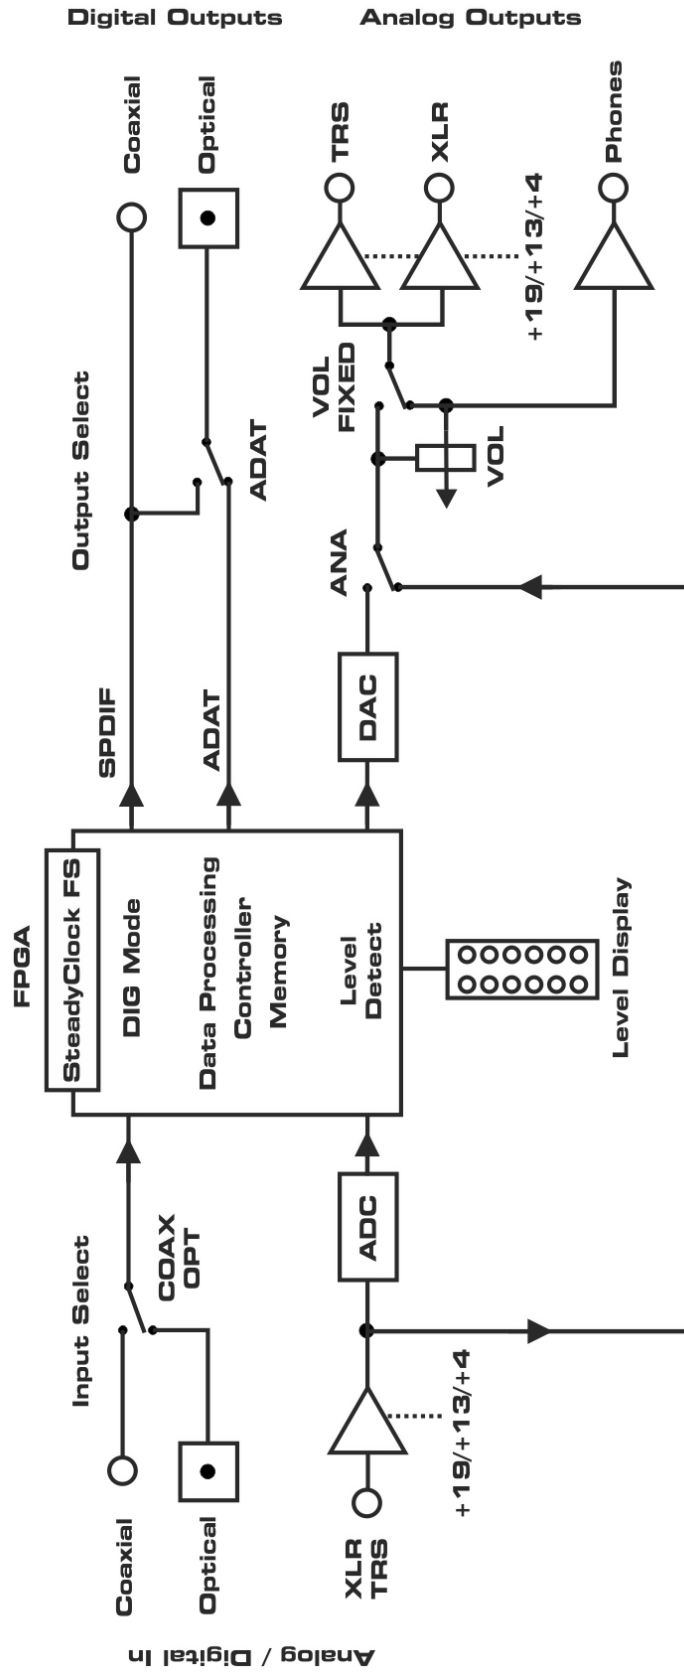 Digital Outputs
Analog Outputs
Coaxial
Optical
TRS
XLR
Phones
+19/+13/+4
Output Select
ADAT
VOL
FIXED
VOL
ANA
SPDIF
ADAT
DAC
FPGA
SteadyClock FS
DIG Mode
Data Processing
Controller
Memory
Level
Detect
Level Display
Input Select
COAX
OPT
ADC
+19/+13/+4
Coaxial
Optical
XLR
TRS
Analog / Digital In